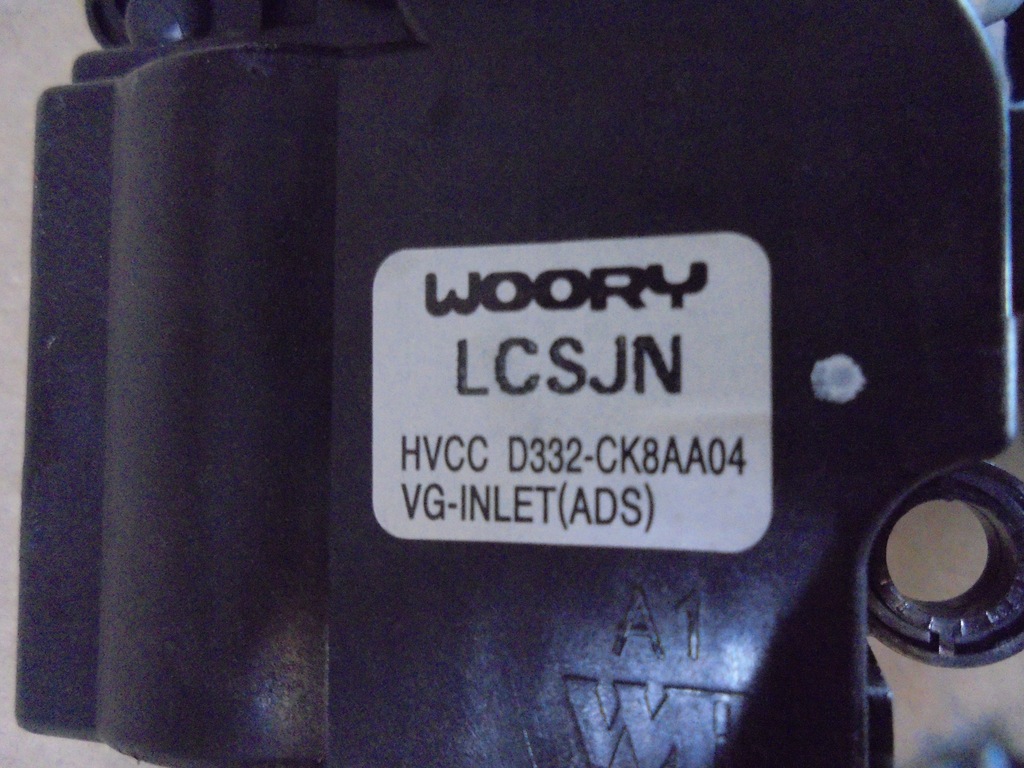 WOORY
LCSJN
HVCC D332-CK8AA04
VG-INLET(ADS)
A1